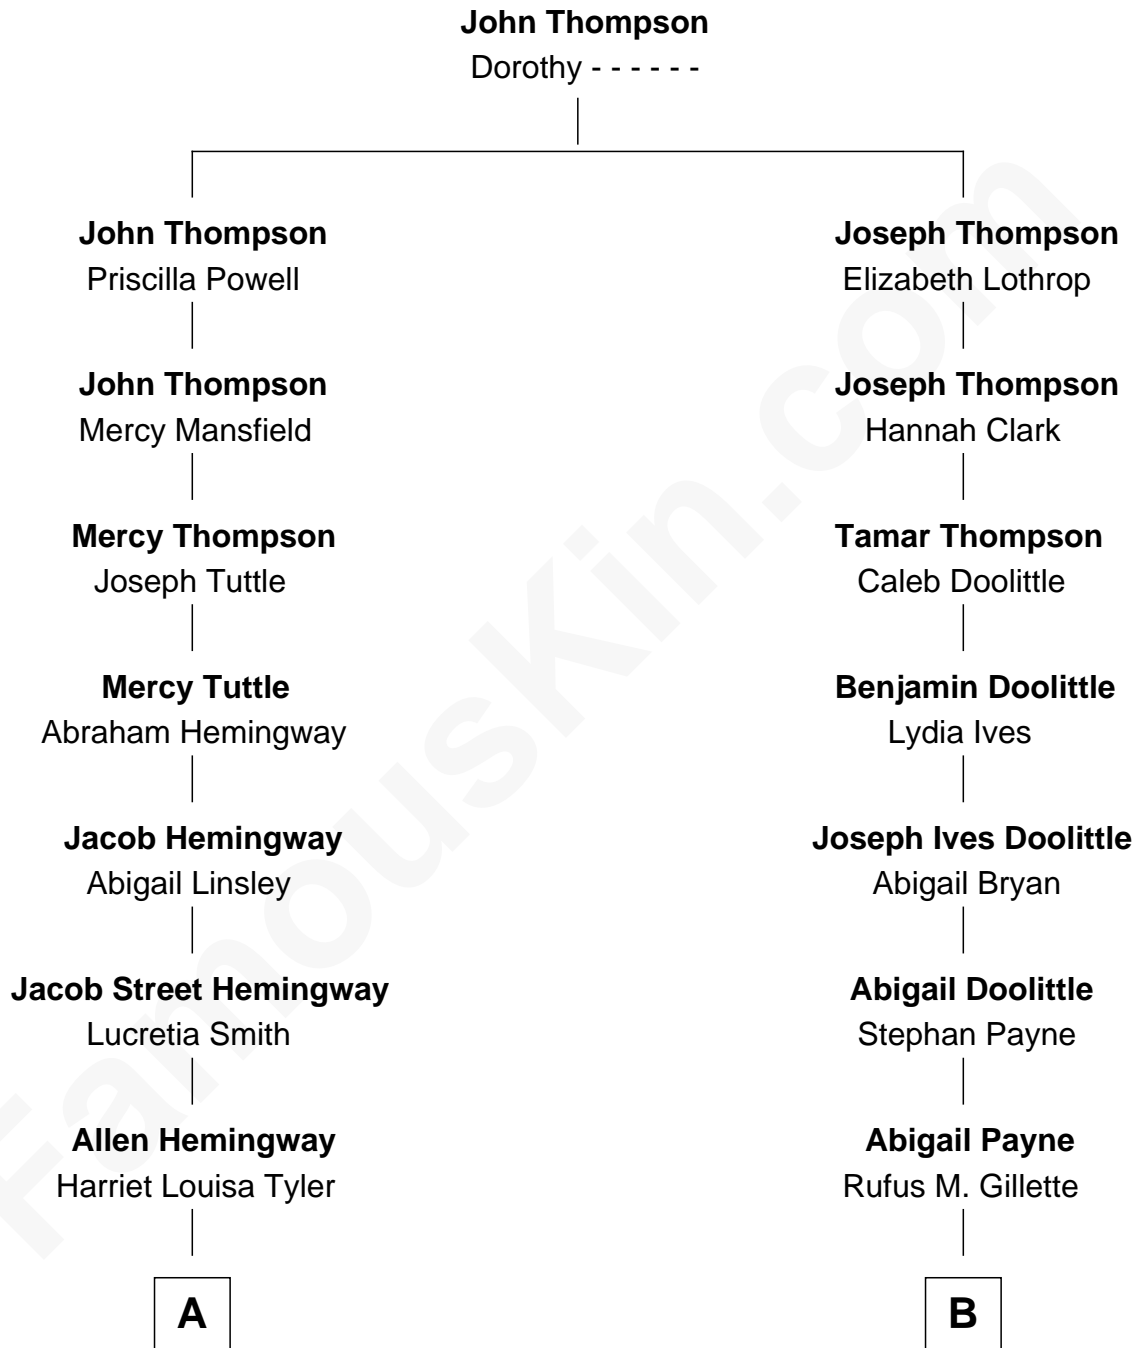 John Thompson
Dorothy - - - - - -
John Thompson
Priscilla Powell
Joseph Thompson
Elizabeth Lothrop
John Thompson
Mercy Mansfield
Joseph Thompson
Hannah Clark
Mercy Thompson
Joseph Tuttle
Tamar Thompson
Caleb Doolittle
Mercy Tuttle
Abraham Hemingway
Benjamin Doolittle
Lydia Ives
Jacob Hemingway
Abigail Linsley
Joseph Ives Doolittle
Abigail Bryan
Jacob Street Hemingway
Lucretia Smith
Abigail Doolittle
Stephan Payne
Allen Hemingway
Harriet Louisa Tyler
Abigail Payne
Rufus M. Gillette
A
B
FamousKin.com